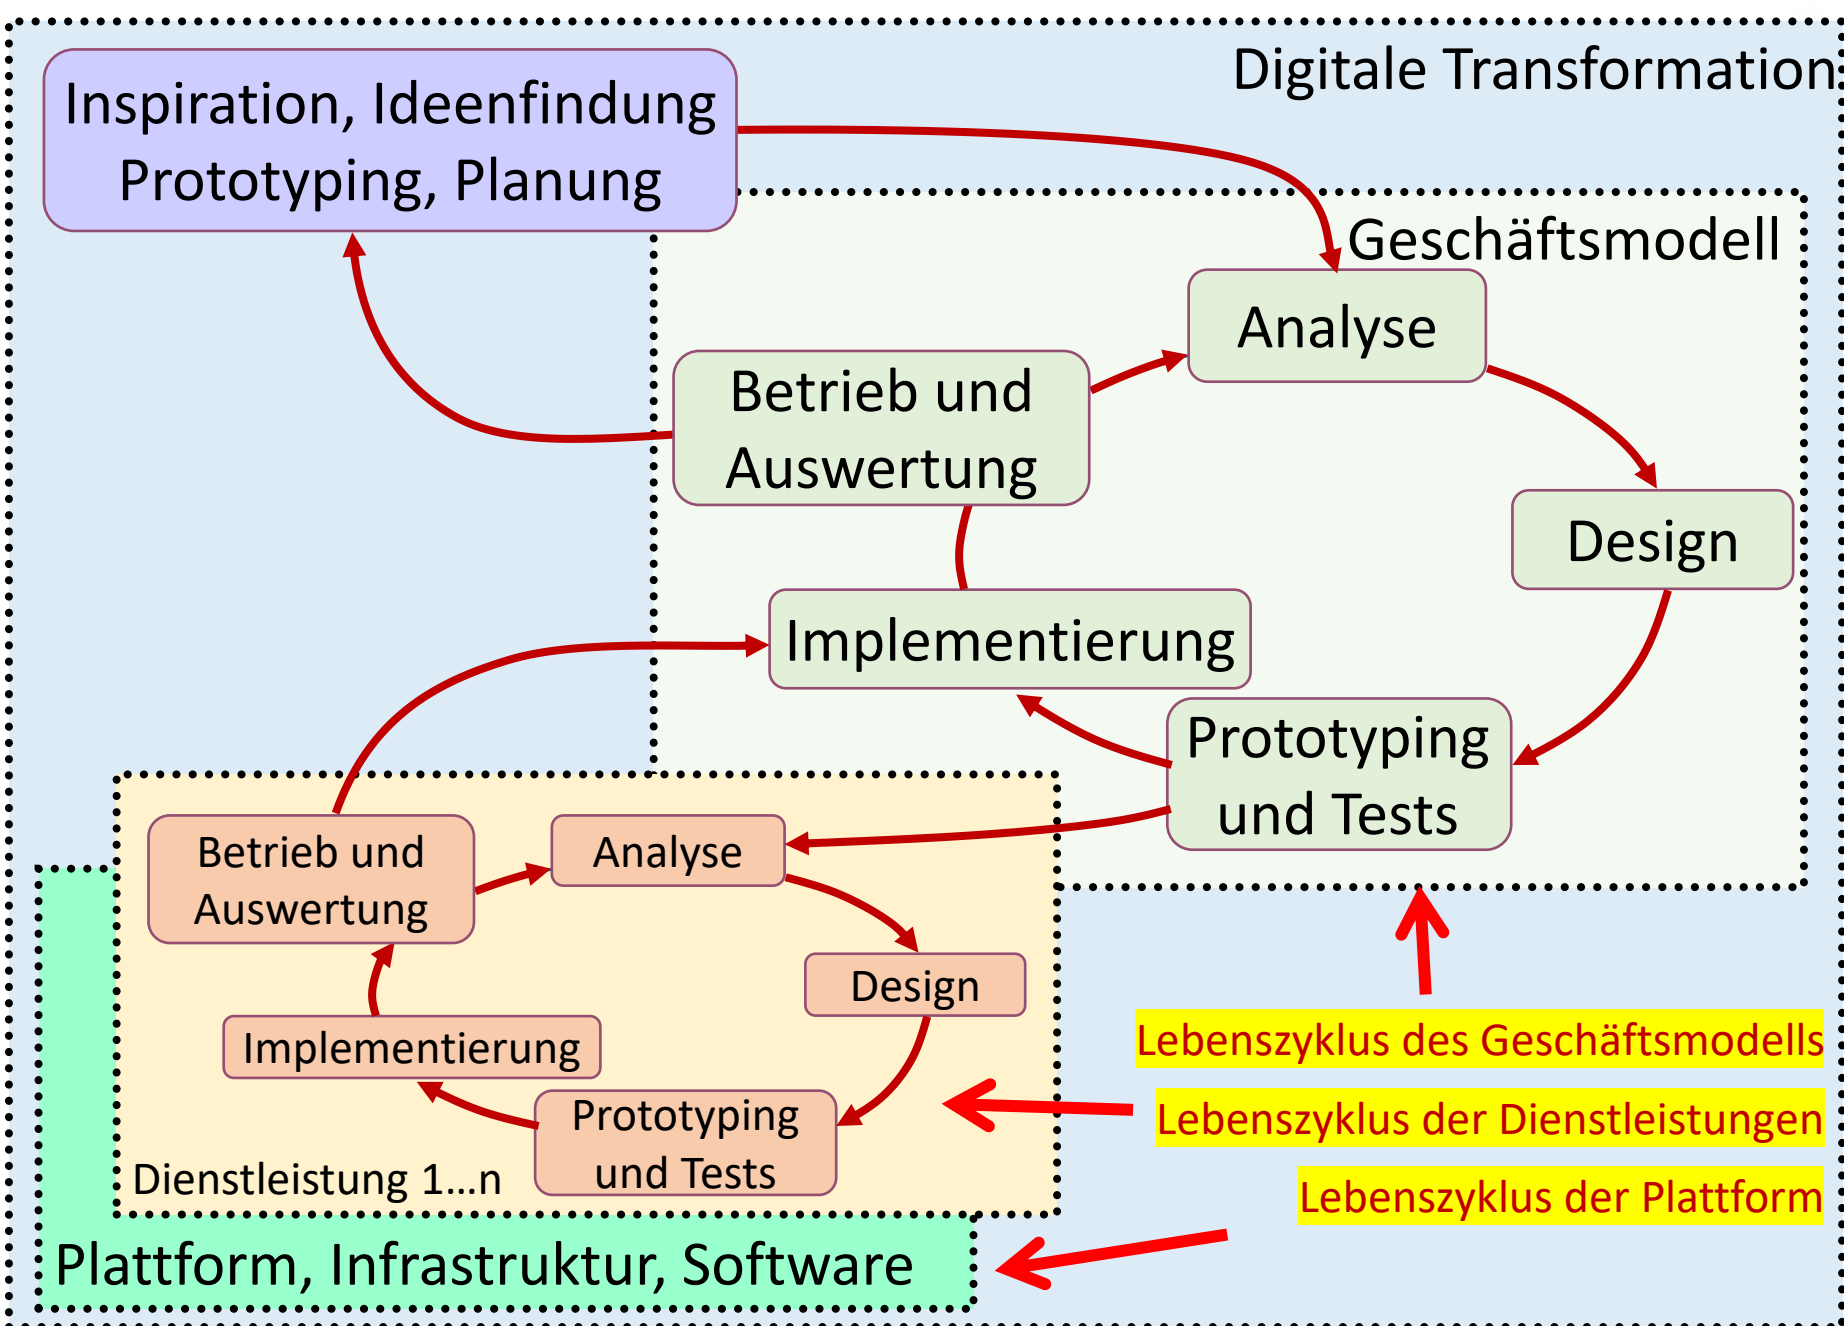 Digitale Transformation
Inspiration, Ideenfindung
Prototyping, Planung
Geschäftsmodell
Analyse
Betrieb und
Auswertung
Design
Implementierung
Prototyping
und Tests
Betrieb und
Auswertung
Analyse
Design
Implementierung
Prototyping
und Tests
Dienstleistung 1...n
Plattform, Infrastruktur, Software
Lebenszyklus des Geschäftsmodells
Lebenszyklus der Dienstleistungen
Lebenszyklus der Plattform